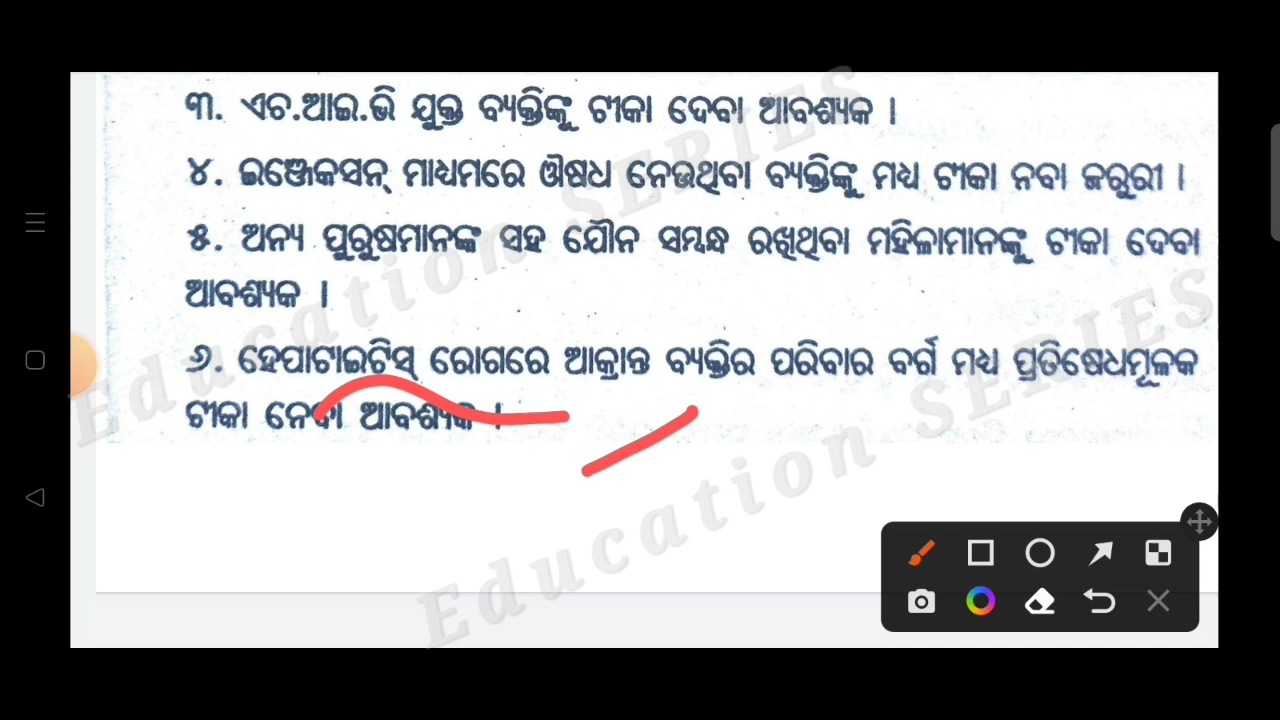 ୩. ଏଚ.ଆଇ.ଭି ଯୁକ୍ତ ବ୍ୟକ୍ତିଙ୍କୁ ଟୀକା ଦେବା ଆବଶ୍ୟକ ।
୪. ଇଞ୍ଜେକସନ୍ ମାଧ୍ୟମରେ ଔଷଧ ନେଉଥିବା ବ୍ୟକ୍ତିଙ୍କୁ ମଧ୍ୟ ଟୀକା ନବା ଜରୁରୀ ।
୫. ଅନ୍ୟ ପୁରୁଷମାନଙ୍କ ସହ ଯୌନ ସମ୍ବନ୍ଧ ରଖିଥିବା ମହିଳାମାନଙ୍କୁ ଟୀକା ଦେବା
ଆବଶ୍ୟକ ।
୬. ହେପାଟାଇଟିସ୍ ରୋଗରେ ଆକ୍ରାନ୍ତ ବ୍ୟକ୍ତିର ପରିବାର ବର୍ଗ ମଧ୍ୟ ପ୍ରତିଷେଧମୂଳକ
ଟୀକା ନେବା ଆବଶ୍ୟକ ।
Education SERIES
Education SERIES